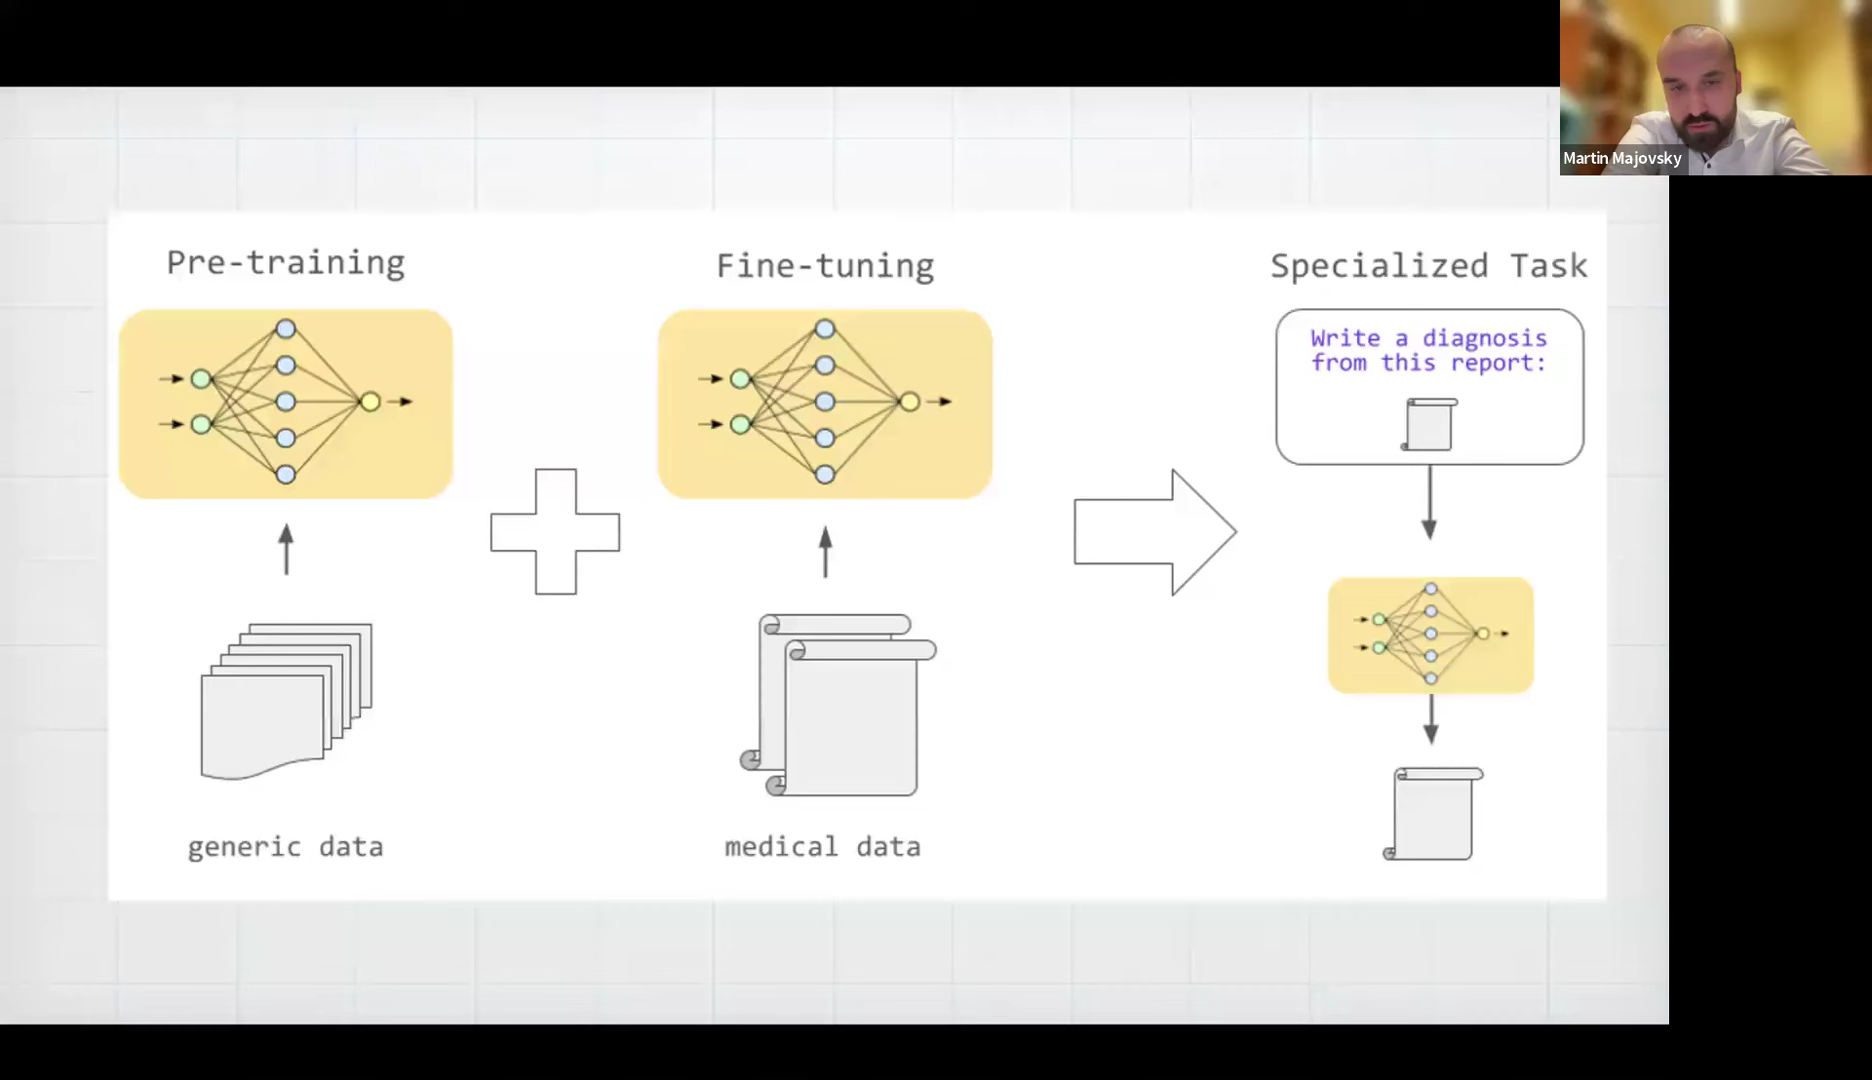 Martin Majovsky
Pre-training
Fine-tuning
Specialized Task
Write a diagnosis
from this report:
generic data
medical data